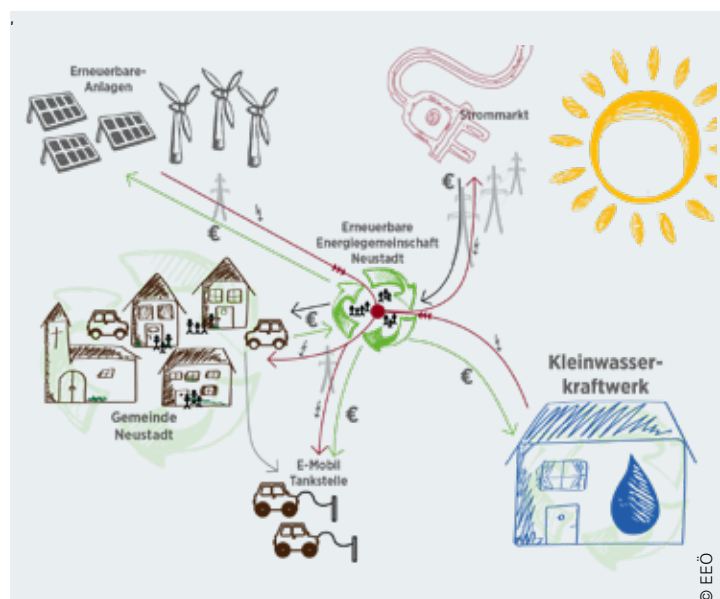 Erneuerbare-
Anlagen
Strommarkt
€
€
Erneuerbare
Energiegemeinschaft
Neustadt
€
€
€
Kleinwasser-
kraftwerk
Gemeinde
Neustadt
E-Mobil
Tankstelle
© EEÖ